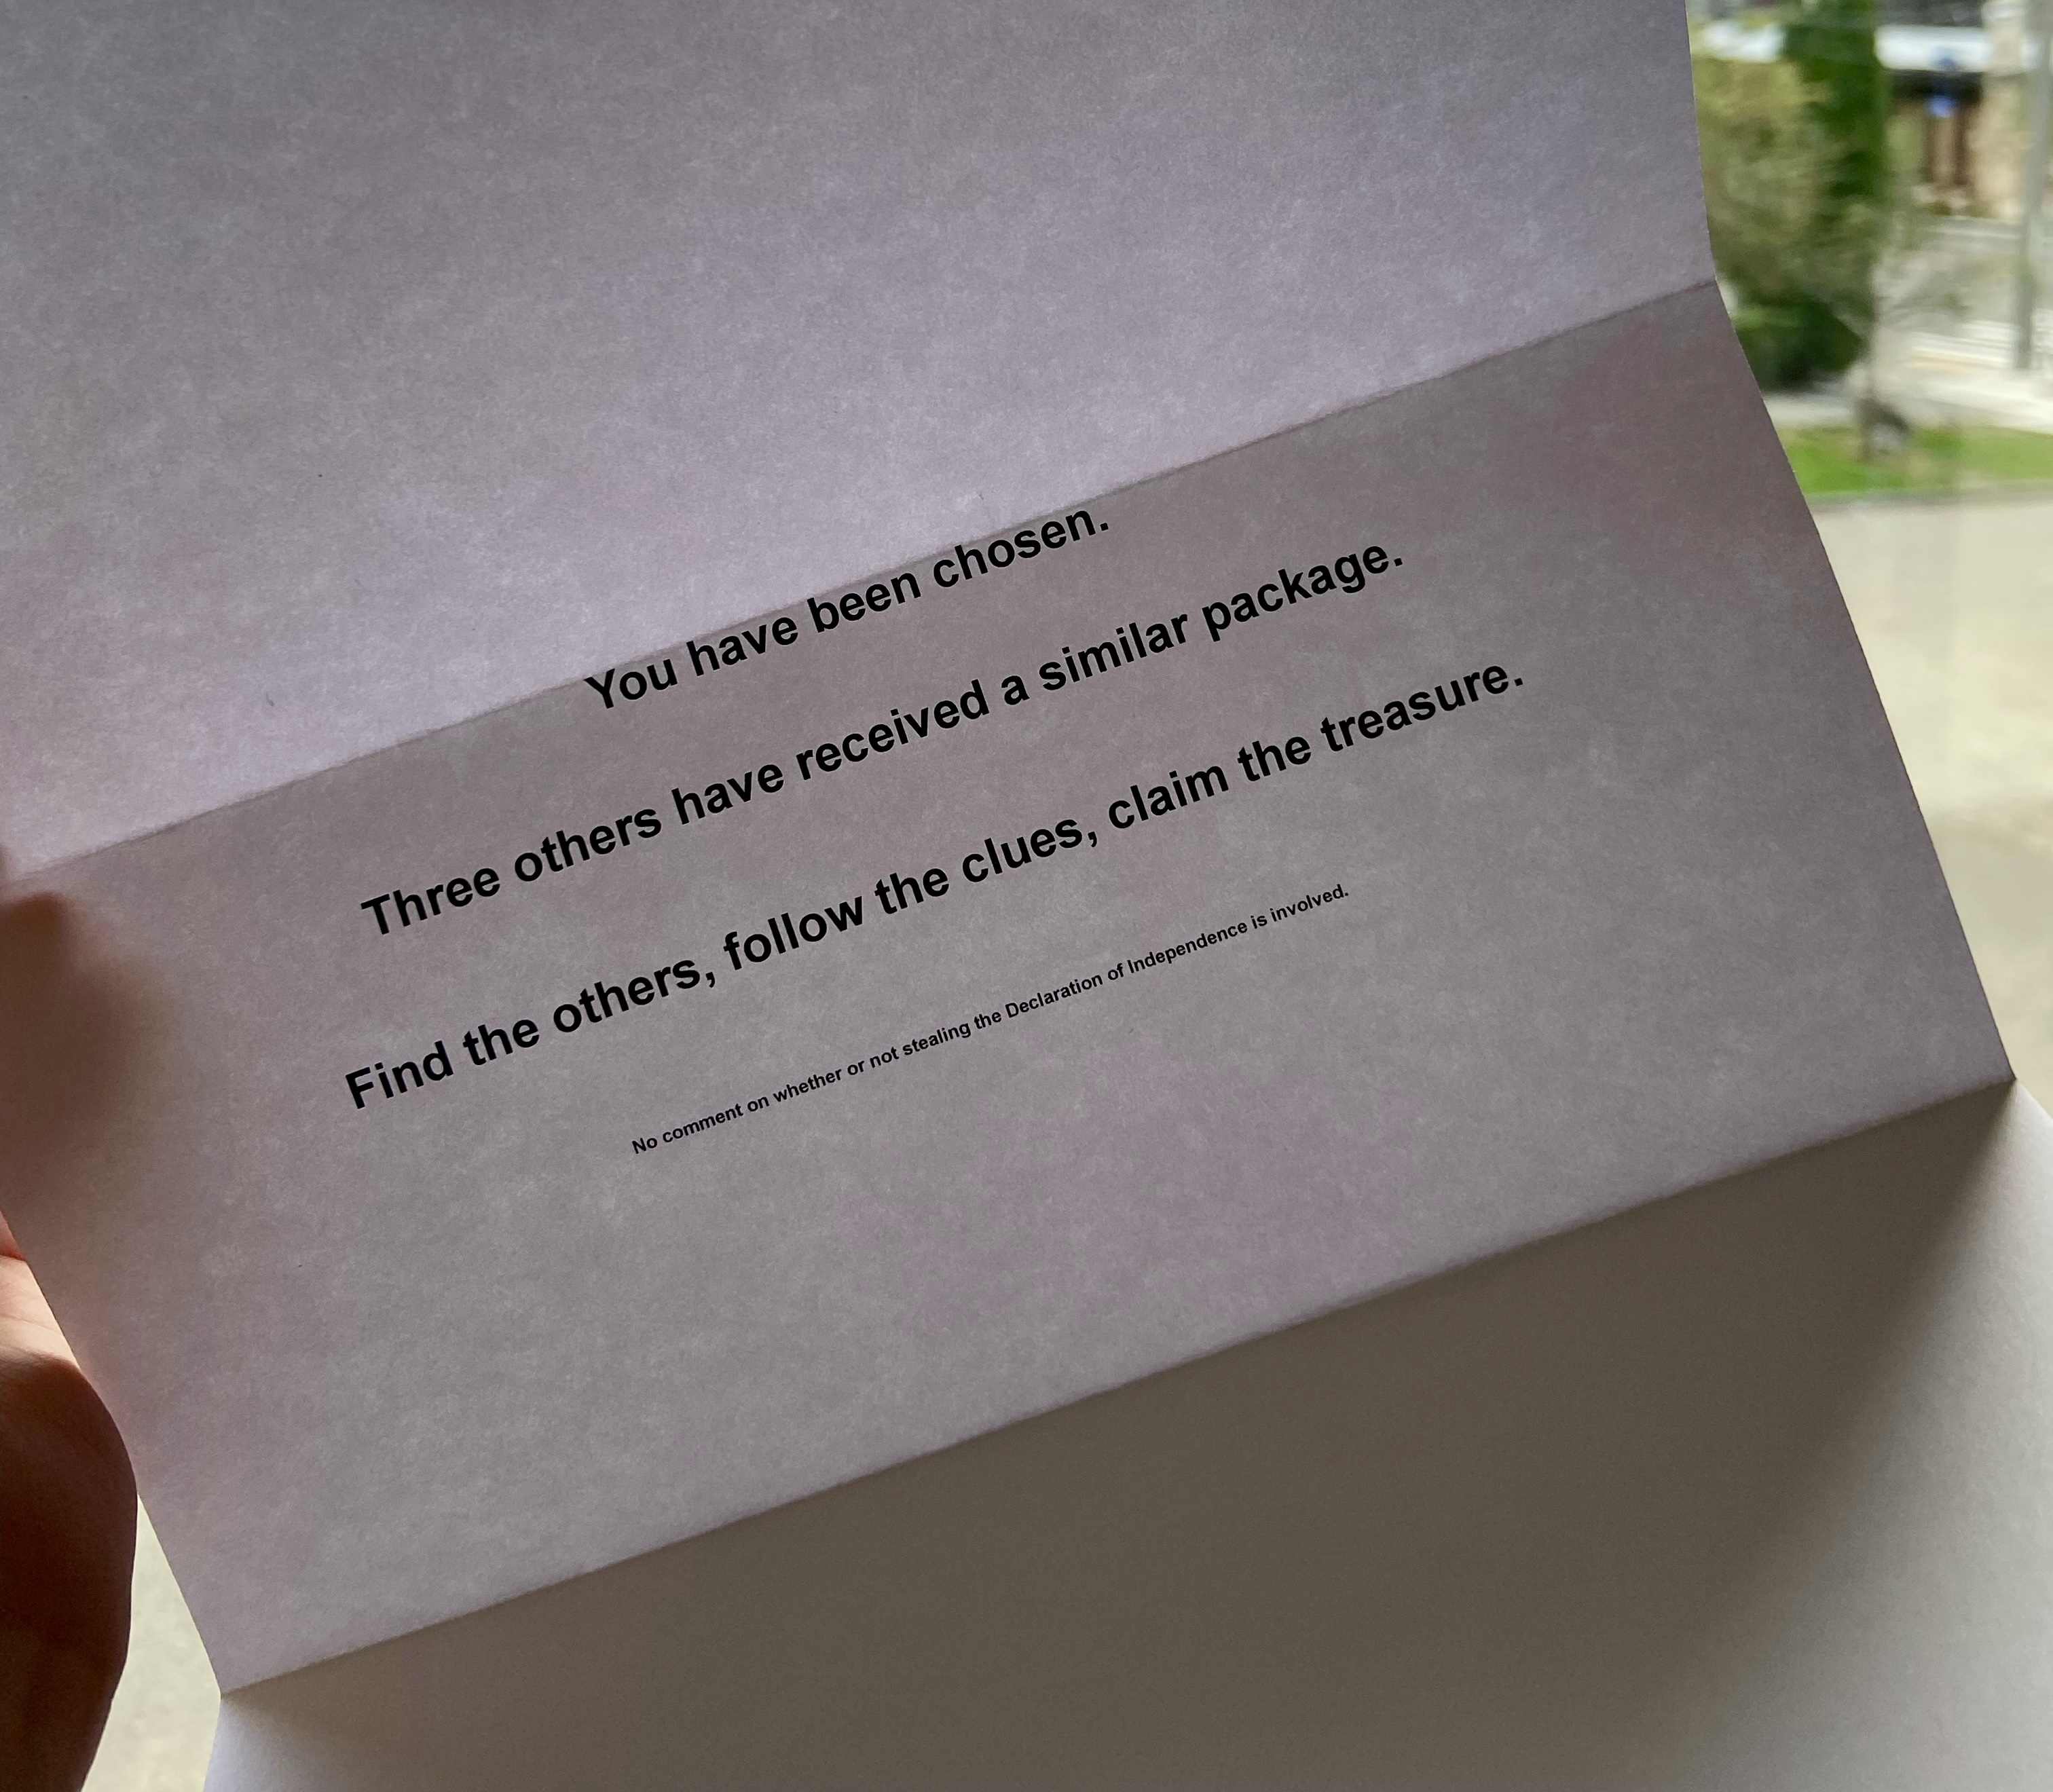 You have been chosen.
Three others have received a similar package.
Find the others, follow the clues, claim the treasure.
No comment on whether or not stealing the Declaration of Independence is involved.